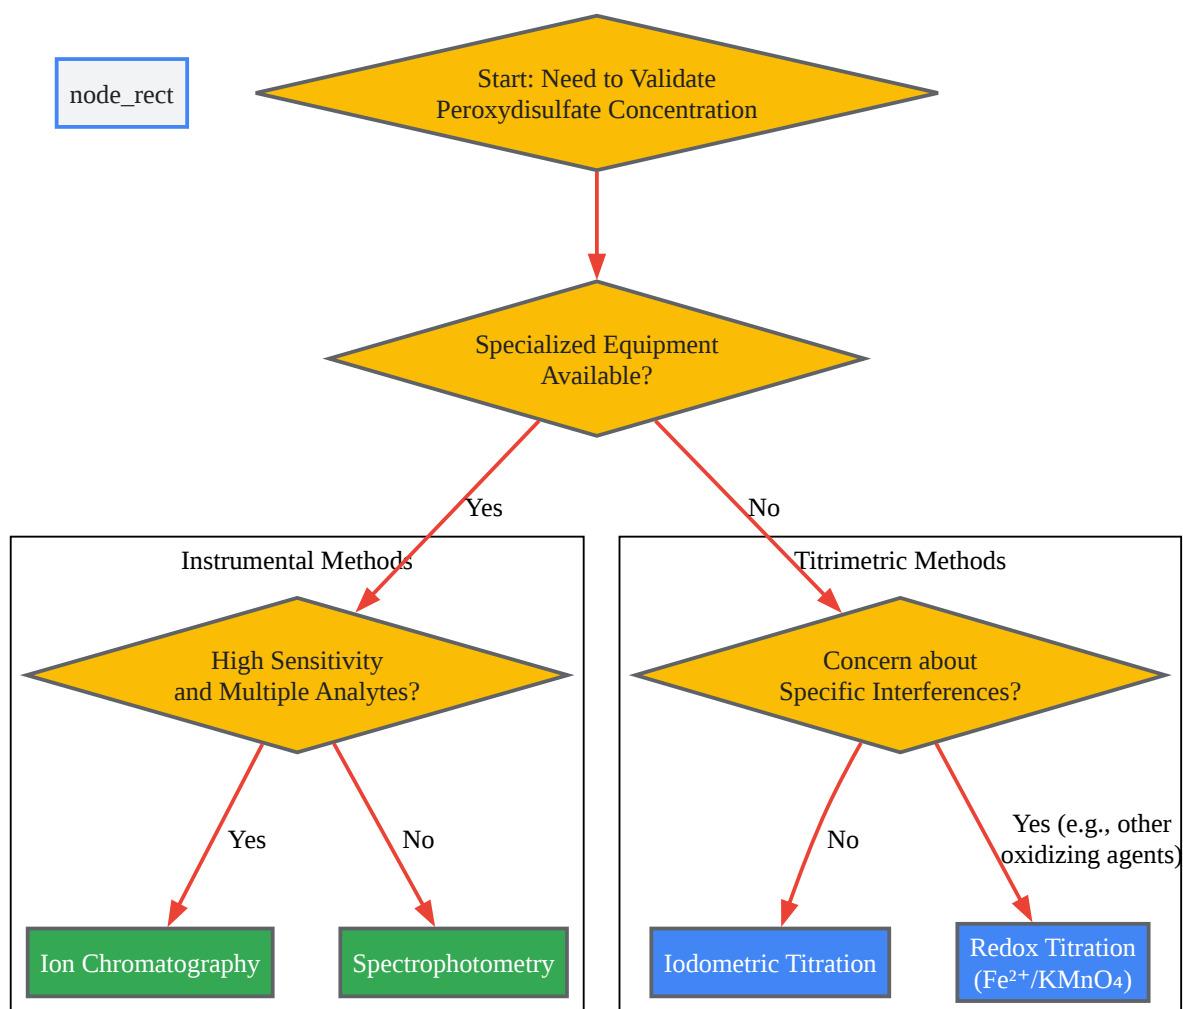 node_rect
Start: Need to Validate
Peroxydisulfate Concentration
Specialized Equipment
Available?
Yes
No
Instrumental Methods
Titrimetric Methods
High Sensitivity
and Multiple Analytes?
Concern about
Specific Interferences?
Yes
No
No
Yes (e.g., other
oxidizing agents)
Ion Chromatography
Spectrophotometry
Iodometric Titration
Redox Titration
(Fe²⁺/KMnO₄)